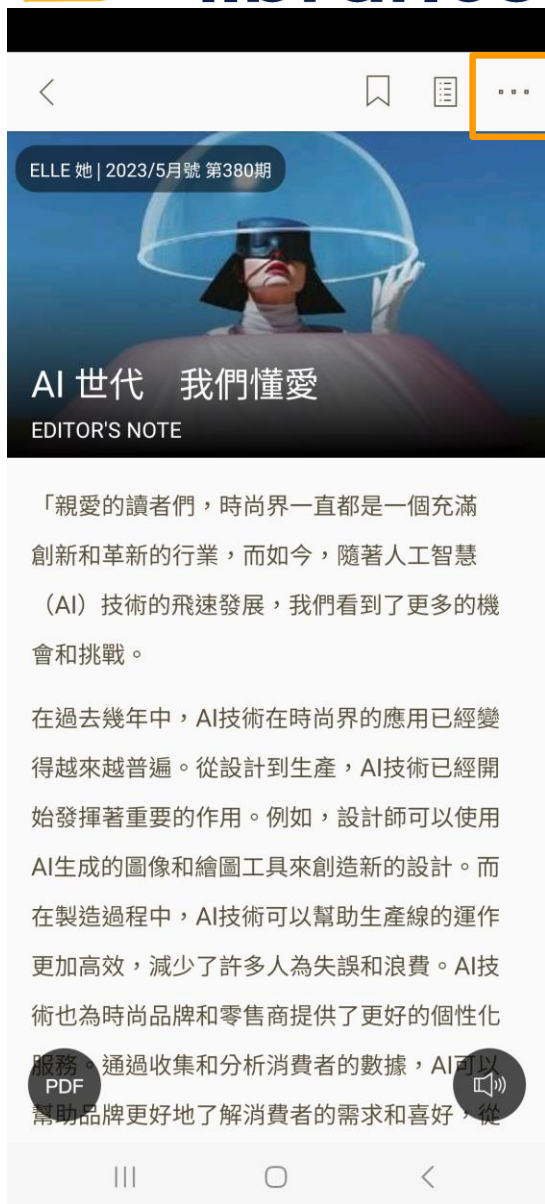 ELLE 她 | 2023/5月號 第380期
AI 世代　我們懂愛
EDITOR'S NOTE
「親愛的讀者們，時尚界一直都是一個充滿
創新和革新的行業，而如今，隨著人工智慧
（AI）技術的飛速發展，我們看到了更多的機
會和挑戰。
在過去幾年中，AI技術在時尚界的應用已經變
得越來越普遍。從設計到生產，AI技術已經開
始發揮著重要的作用。例如，設計師可以使用
AI生成的圖像和繪圖工具來創造新的設計。而
在製造過程中，AI技術可以幫助生產線的運作
更加高效，減少了許多人為失誤和浪費。AI技
術也為時尚品牌和零售商提供了更好的個性化
服務。通過收集和分析消費者的數據，AI可以
PDF
幫助品牌更好地了解消費者的需求和喜好，從